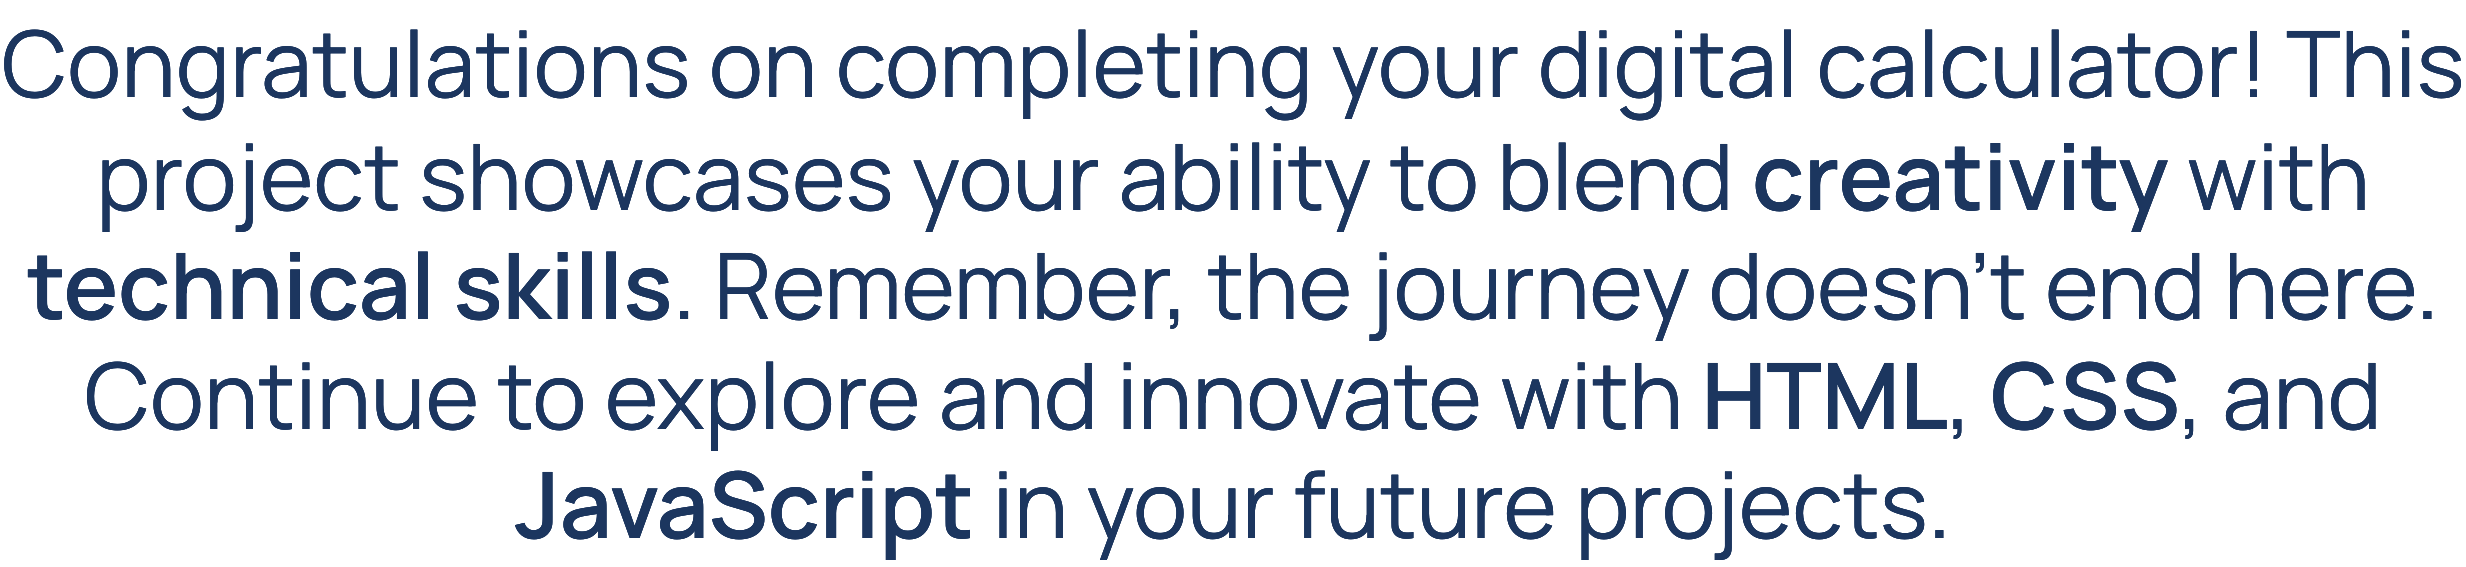 Congratulations on completing your digital calculator! This
project showcases your ability to blend creativity with
technical skills. Remember, the journey doesn’t end here.
Continue to explore and innovate with HTML, CSS, and
JavaScript in your future projects.